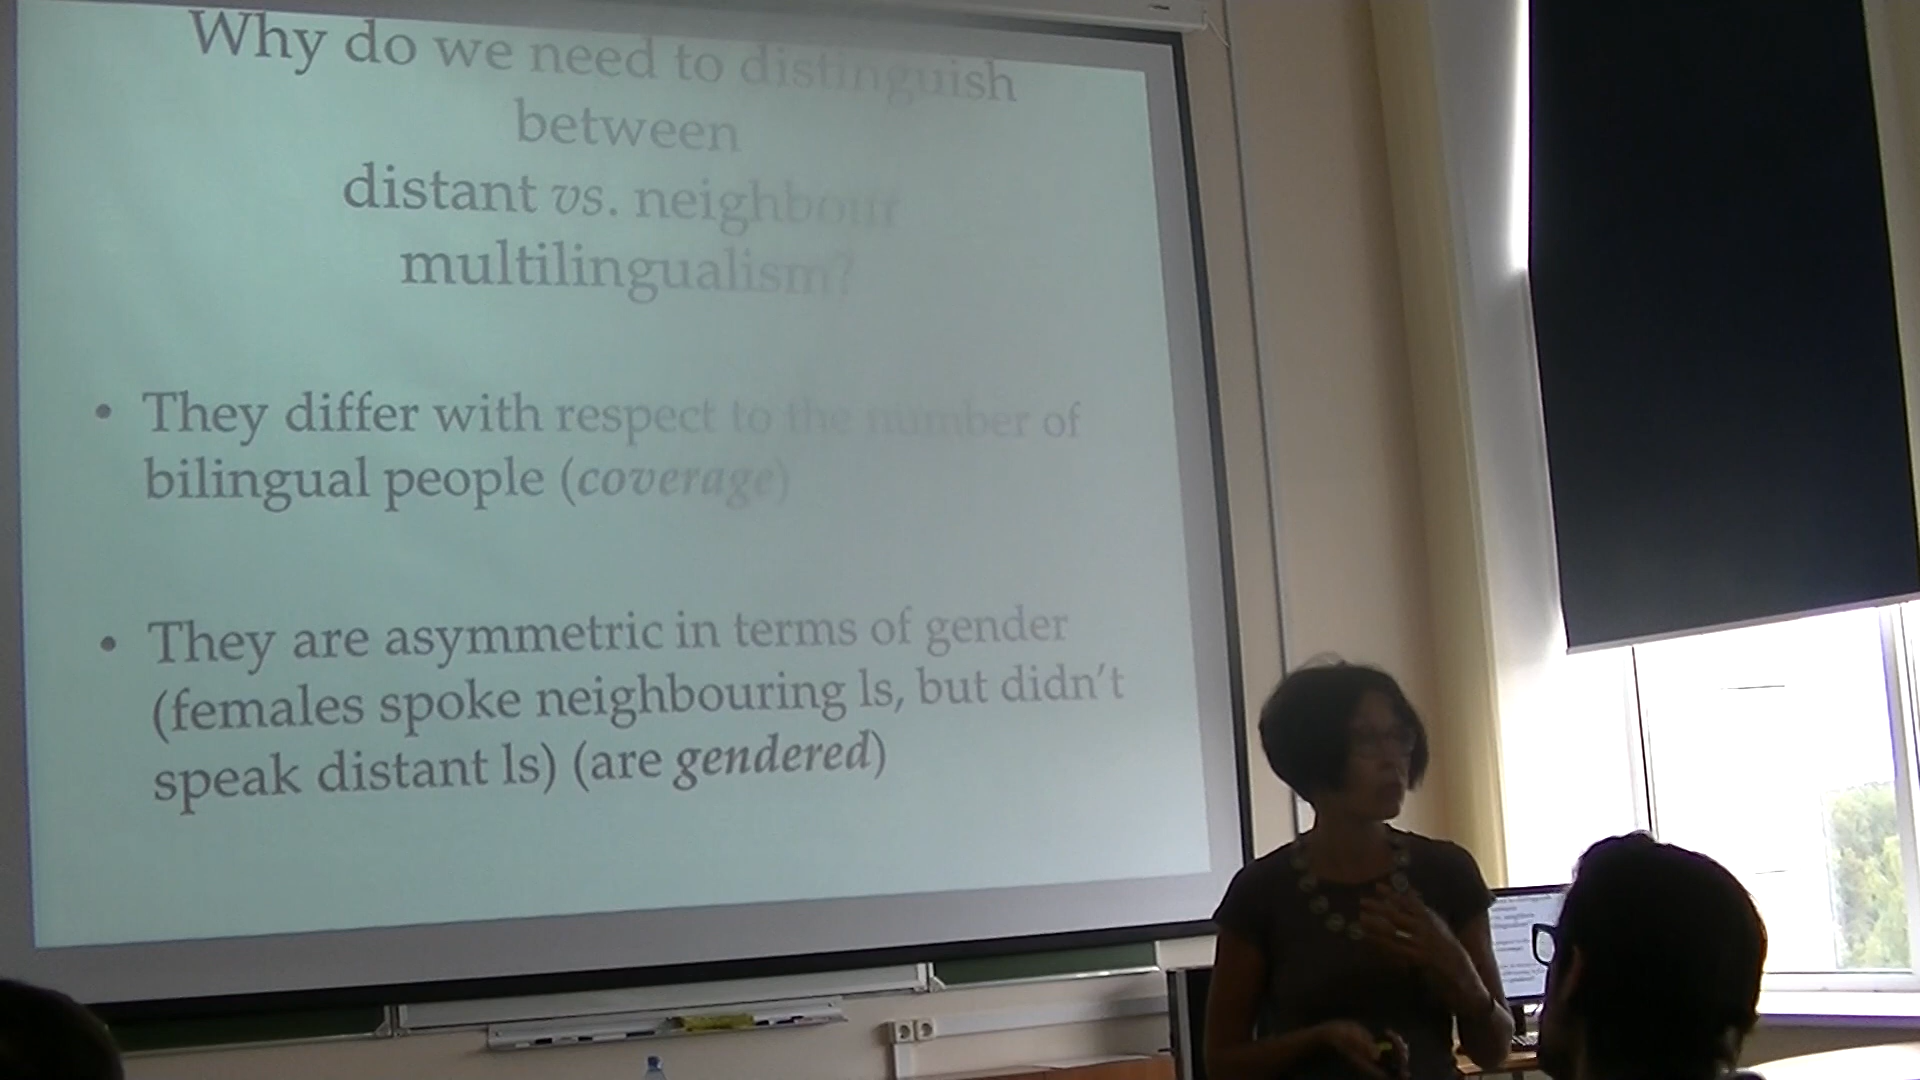 Why do we need to distinguish
between
distant vs. neighbour
multilingualism?
• They differ with respect to the number of
bilingual people (coverage)
• They are asymmetric in terms of gender
(females spoke neighbouring ls, but didn't
speak distant ls) (are gendered)